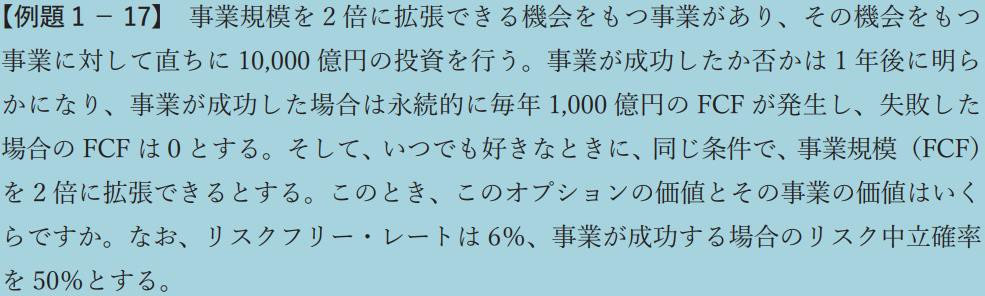 【例題1－17】 事業規模を2倍に拡張できる機会をもつ事業があり、その機会をもつ
事業に対して直ちに 10,000 億円の投資を行う。事業が成功したか否かは1年後に明ら
かになり、事業が成功した場合は永続的に毎年 1,000 億円の FCF が発生し、失敗した
場合の FCF は0とする。そして、いつでも好きなときに、同じ条件で、事業規模（FCF）
を2倍に拡張できるとする。このとき、このオプションの価値とその事業の価値はいく
らですか。なお、リスクフリー・レートは 6%、事業が成功する場合のリスク中立確率
を 50%とする。